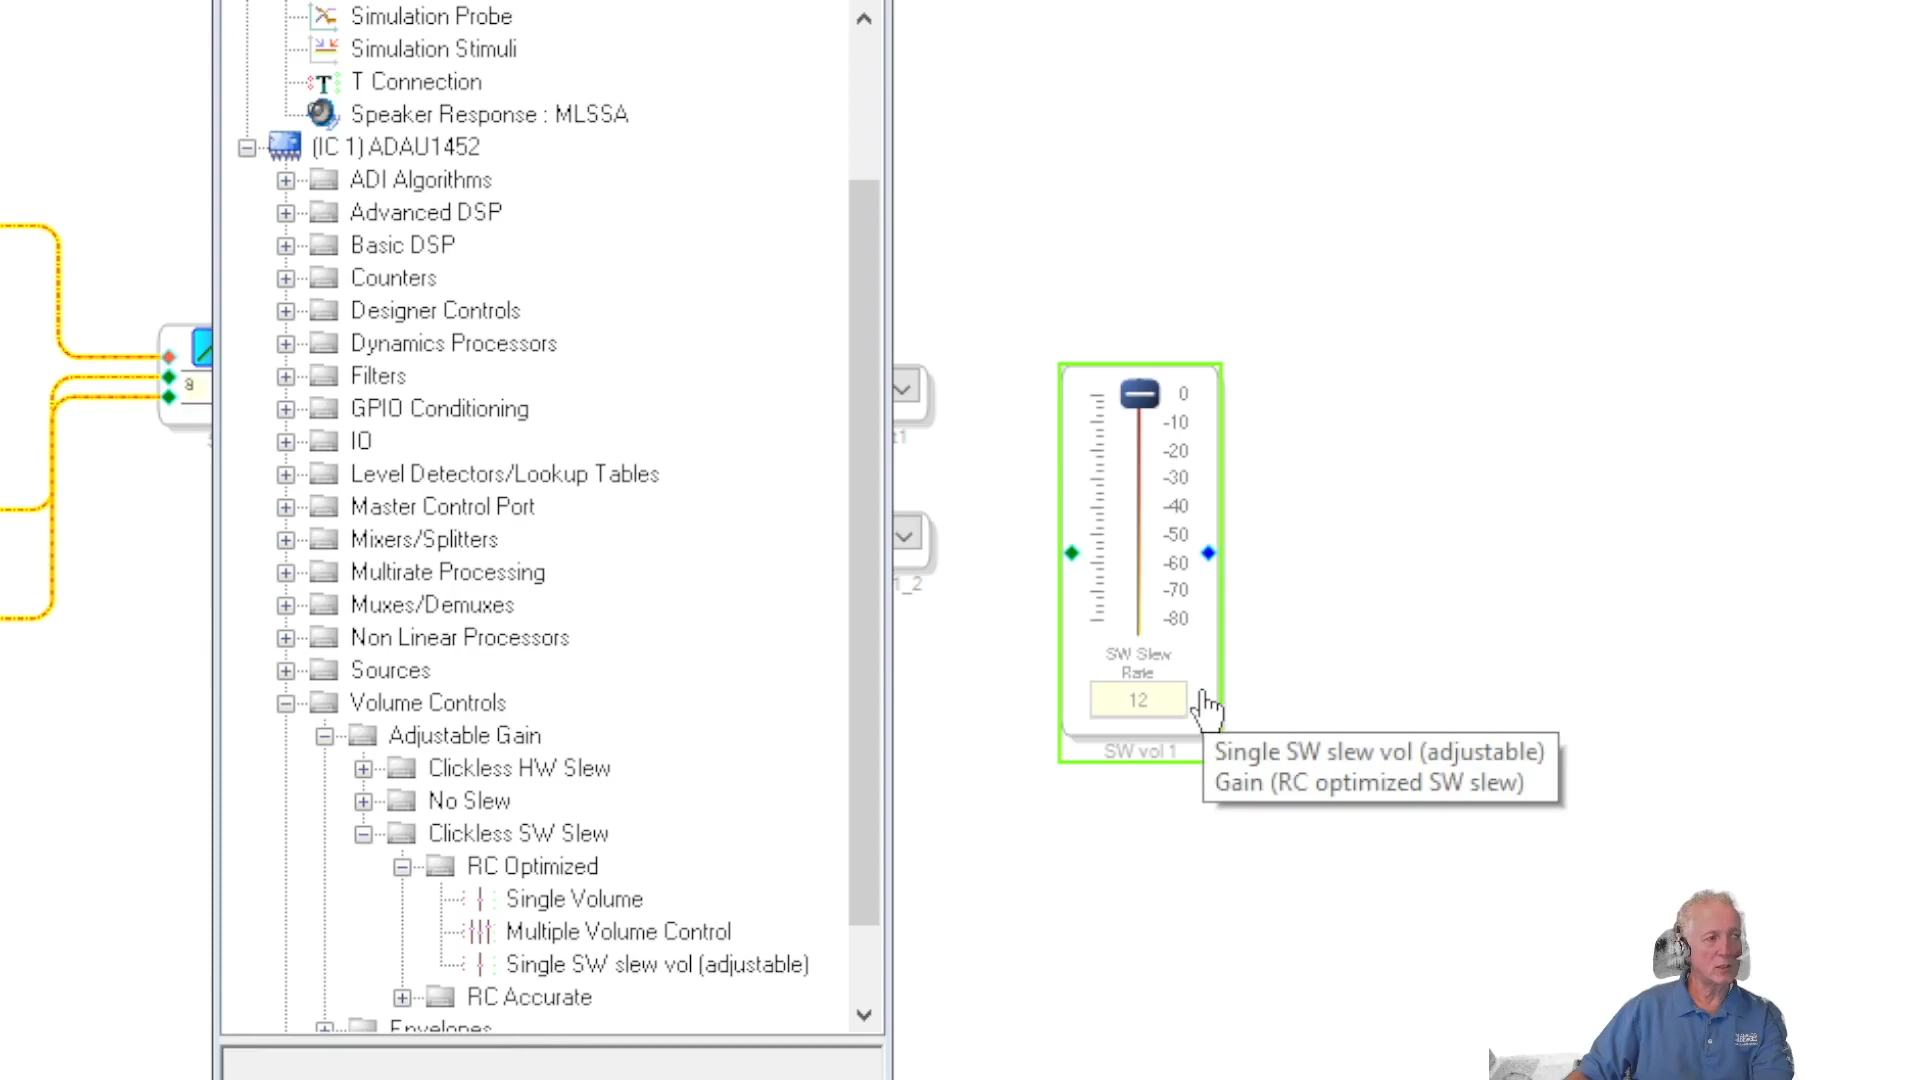 Simulation Probe
Simulation Stimuli
T Connection
Speaker Response : MLSSA
(IC 1) ADAU1452
ADI Algorithms
Advanced DSP
Basic DSP
Counters
Designer Controls
Dynamics Processors
Filters
GPIO Conditioning
IO
Level Detectors/Lookup Tables
Master Control Port
Mixers/Splitters
Multirate Processing
Muxes/Demuxes
Non Linear Processors
Sources
Volume Controls
Adjustable Gain
Clickless HW Slew
No Slew
Clickless SW Slew
RC Optimized
Single Volume
Multiple Volume Control
Single SW slew vol (adjustable)
RC Accurate
Envelopes
1_2
0
-10
-20
-30
-40
-50
-60
-70
-80
SW Slew
Rate
12
SW vol 1
Single SW slew vol (adjustable)
Gain (RC optimized SW slew)